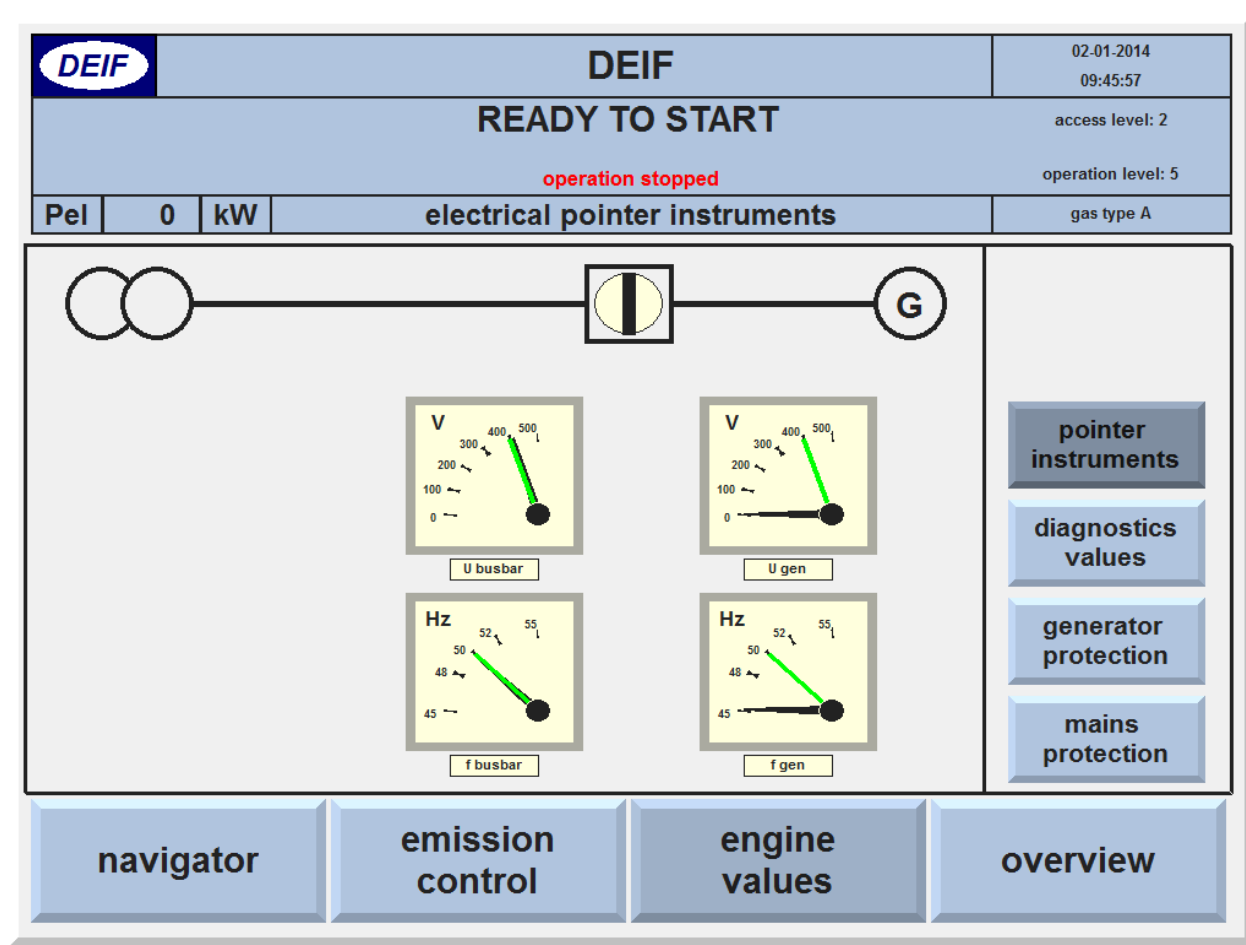 DEIF
DEIF
02-01-2014
09:45:57
READY TO START
access level: 2
operation stopped
operation level: 5
Pel 0 kW
electrical pointer instruments
gas type A
G
V
0
100
200
300
400
500
U busbar
V
0
100
200
300
400
500
U gen
Hz
45
48
50
52
55
f busbar
Hz
45
48
50
52
55
f gen
pointer
instruments
diagnostics
values
generator
protection
mains
protection
navigator
emission
control
engine
values
overview